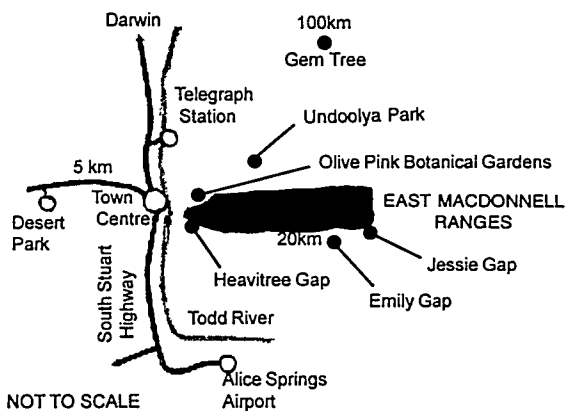 Darwin
100km
Gem Tree
Telegraph
Station
Undoolya Park
5 km
Olive Pink Botanical Gardens
Town
Centre
EAST MACDONNELL
RANGES
Desert
Park
20km
Heavitree Gap
Jessie Gap
Emily Gap
South Stuart
Highway
Todd River
Alice Springs
Airport
NOT TO SCALE